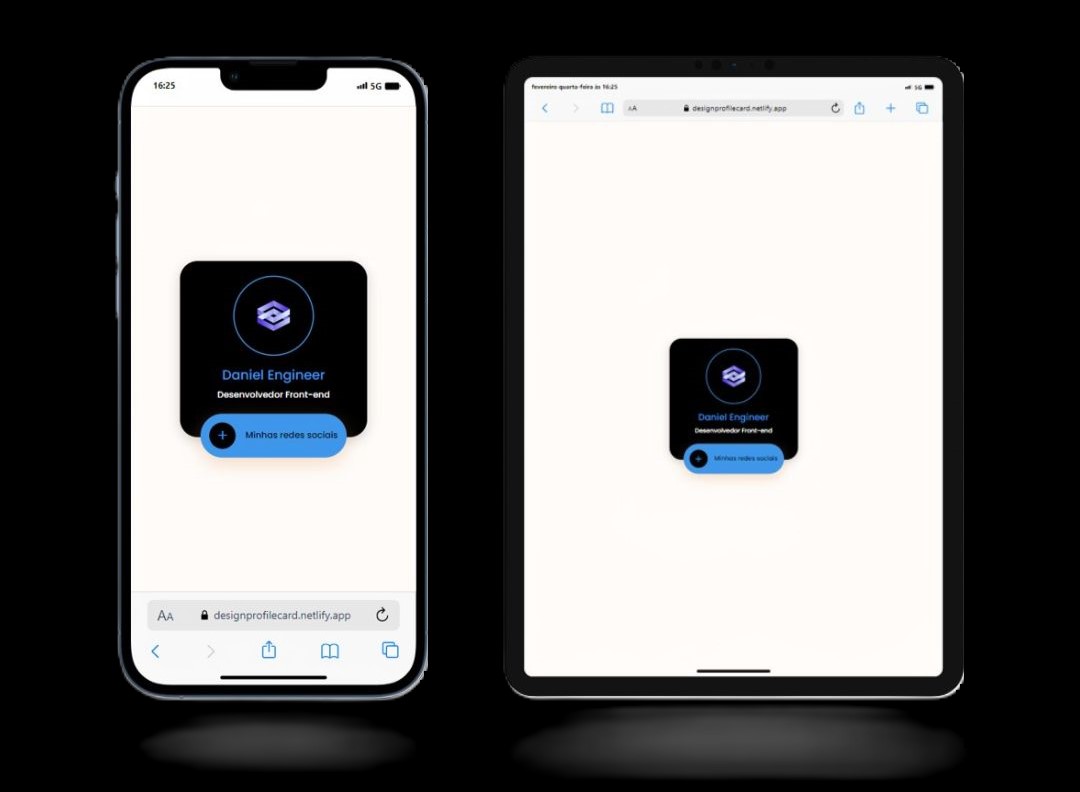 16:25
5G
Daniel Engineer
Desenvolvedor Front-end
+ Minhas redes sociais
AA designprofilecard.netlify.app
fevereiro quarta-feira às 16:25
5G
AA designprofilecard.netlify.app
Daniel Engineer
Desenvolvedor Front-end
+ Minhas redes sociais